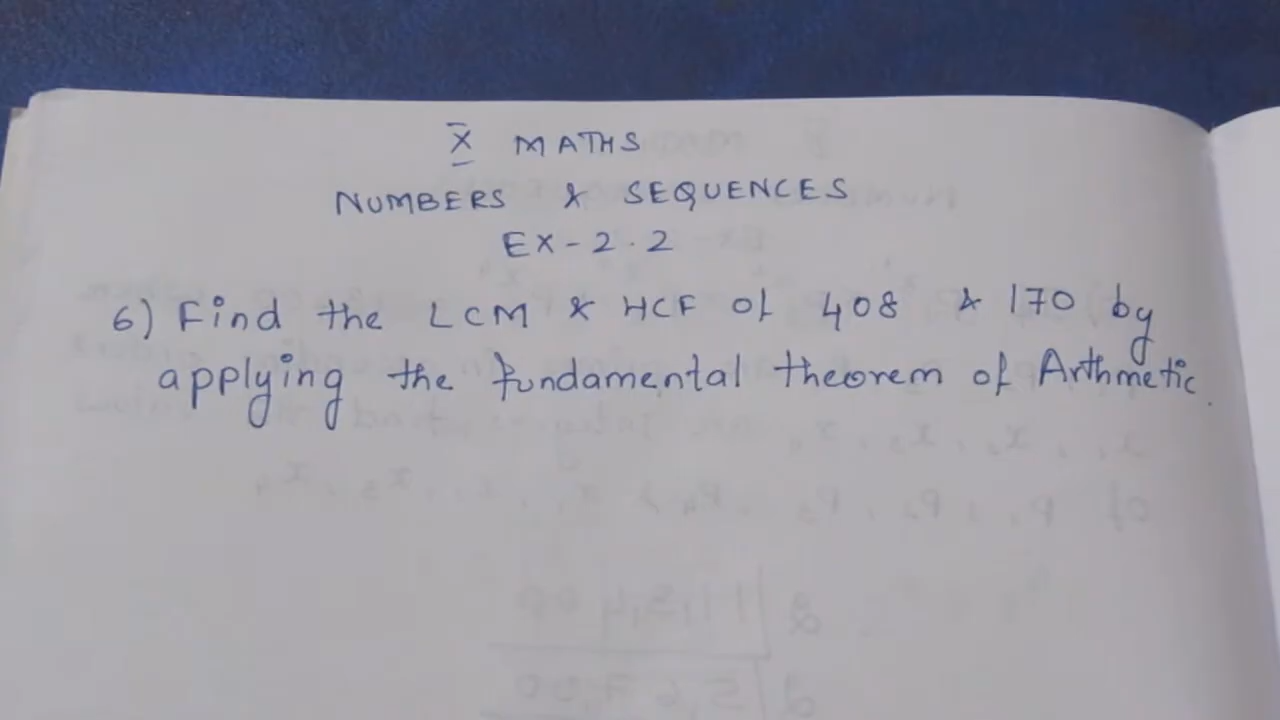 X MATHS
NUMBERS & SEQUENCES
EX-2.2
6) Find the LCM & HCF of 408 & 170 by
applying the fundamental theorem of Arthmetic.